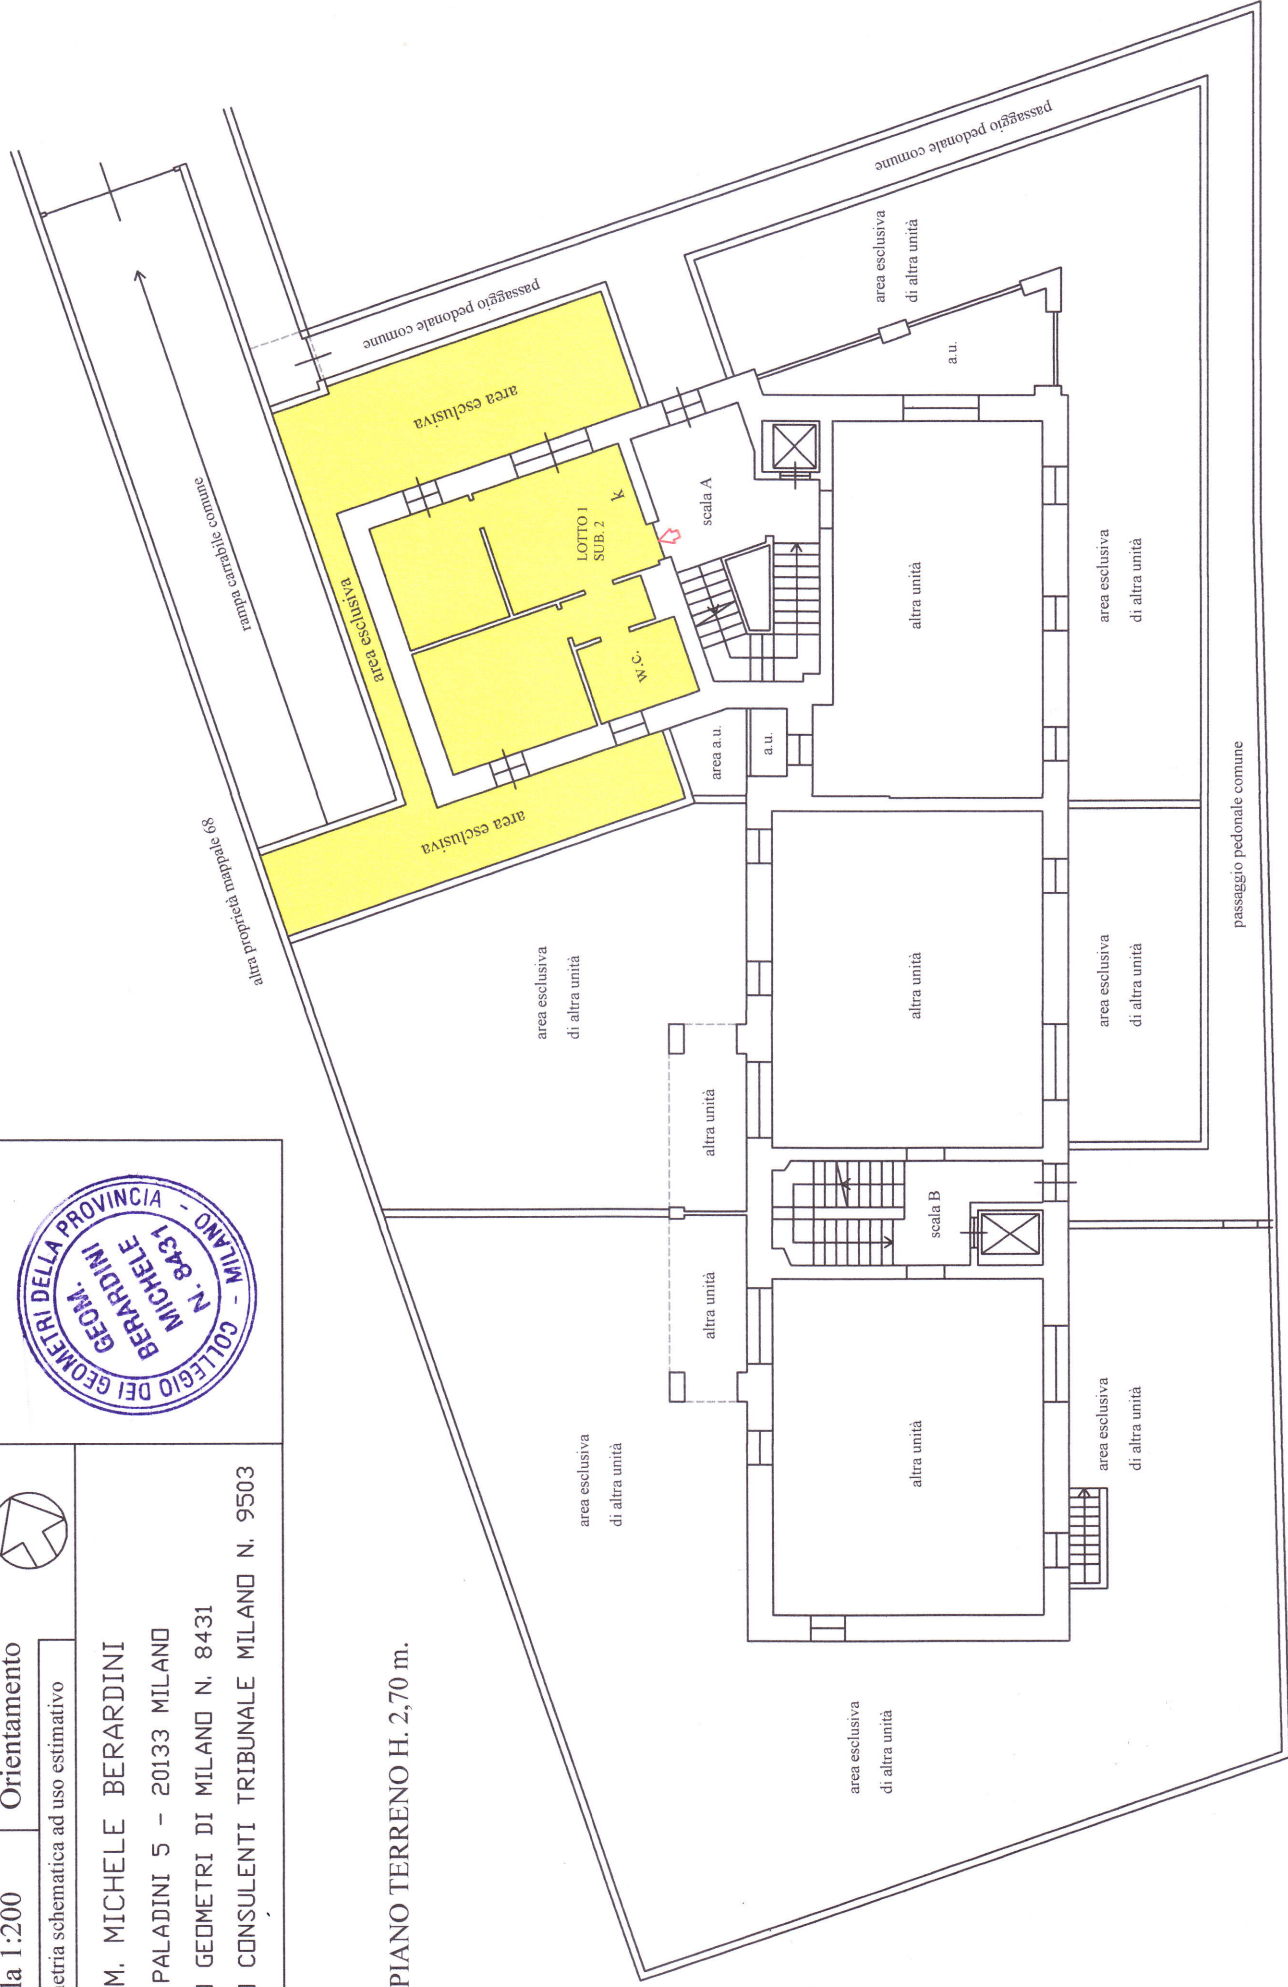 la 1:200
Orientamento
etria schematica ad uso estimativo
M. MICHELE BERARDINI
PALADINI 5 - 20133 MILANO
GEOMETRI DI MILANO N. 8431
CONSULENTI TRIBUNALE MILANO N. 9503
COLLEGIO DEI GEOMETRI DELLA PROVINCIA - MILANO -
GEOM.
BERARDINI
MICHELE
N. 8431
PIANO TERRENO H. 2,70 m.
altra proprietà mappale 68
rampa carrabile comune
passaggio pedonale comune
passaggio pedonale comune
area esclusiva
area esclusiva
area esclusiva
LOTTO 1
SUB. 2
k
w.c.
scala A
area a.u.
a.u.
a.u.
area esclusiva
di altra unità
altra unità
area esclusiva
di altra unità
area esclusiva
di altra unità
altra unità
altra unità
area esclusiva
di altra unità
passaggio pedonale comune
scala B
altra unità
area esclusiva
di altra unità
altra unità
area esclusiva
di altra unità
area esclusiva
di altra unità